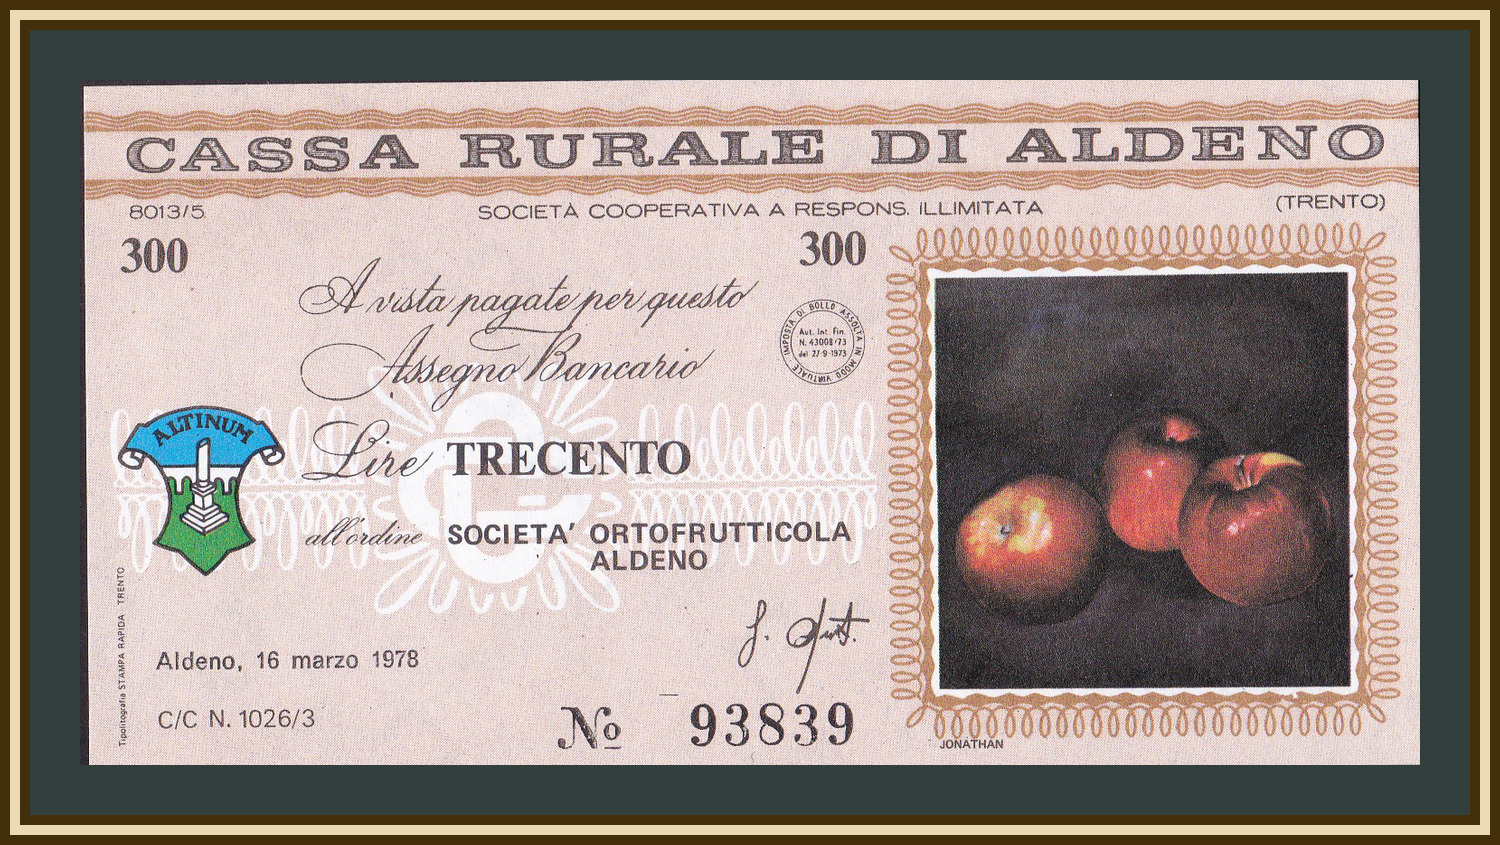 CASSA RURALE DI ALDENO
8013/5
SOCIETÀ COOPERATIVA A RESPONS. ILLIMITATA
(TRENTO)
300
300
A vista pagate per questo
Assegno Bancario
IMPOSTA DI BOLLO ASSOLTA IN MODO VIRTUALE
Aut. Int. Fin.
N. 43008/73
del 27-9-1973
ALTINUM
Lire TRECENTO
all'ordine SOCIETA' ORTOFRUTTICOLA
ALDENO
Aldeno, 16 marzo 1978
C/C N. 1026/3
No 93839
JONATHAN
Tipolitografia STAMPA RAPIDA TRENTO